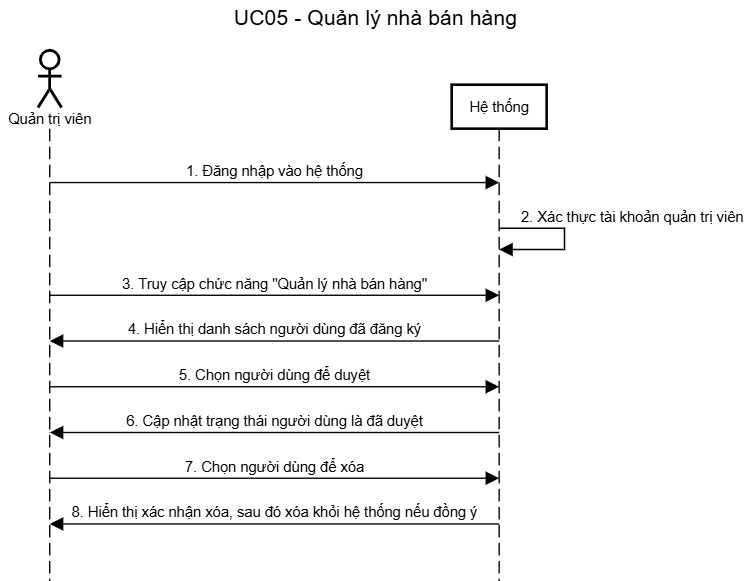 UC05 - Quản lý nhà bán hàng
Quản trị viên
Hệ thống
1. Đăng nhập vào hệ thống
2. Xác thực tài khoản quản trị viên
3. Truy cập chức năng "Quản lý nhà bán hàng"
4. Hiển thị danh sách người dùng đã đăng ký
5. Chọn người dùng để duyệt
6. Cập nhật trạng thái người dùng là đã duyệt
7. Chọn người dùng để xóa
8. Hiển thị xác nhận xóa, sau đó xóa khỏi hệ thống nếu đồng ý